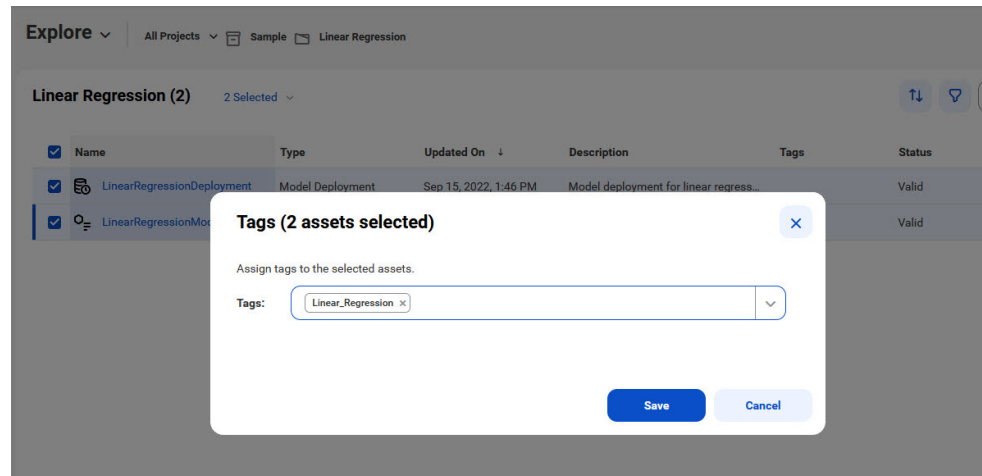 Explore All Projects Sample Linear Regression
Linear Regression (2) 2 Selected
Name Type Updated On Description Tags Status
LinearRegressionDeployment Model Deployment Sep 15, 2022, 1:46 PM Model deployment for linear regress... Valid
LinearRegressionMod Valid
Tags (2 assets selected)
Assign tags to the selected assets.
Tags: Linear_Regression
Save Cancel